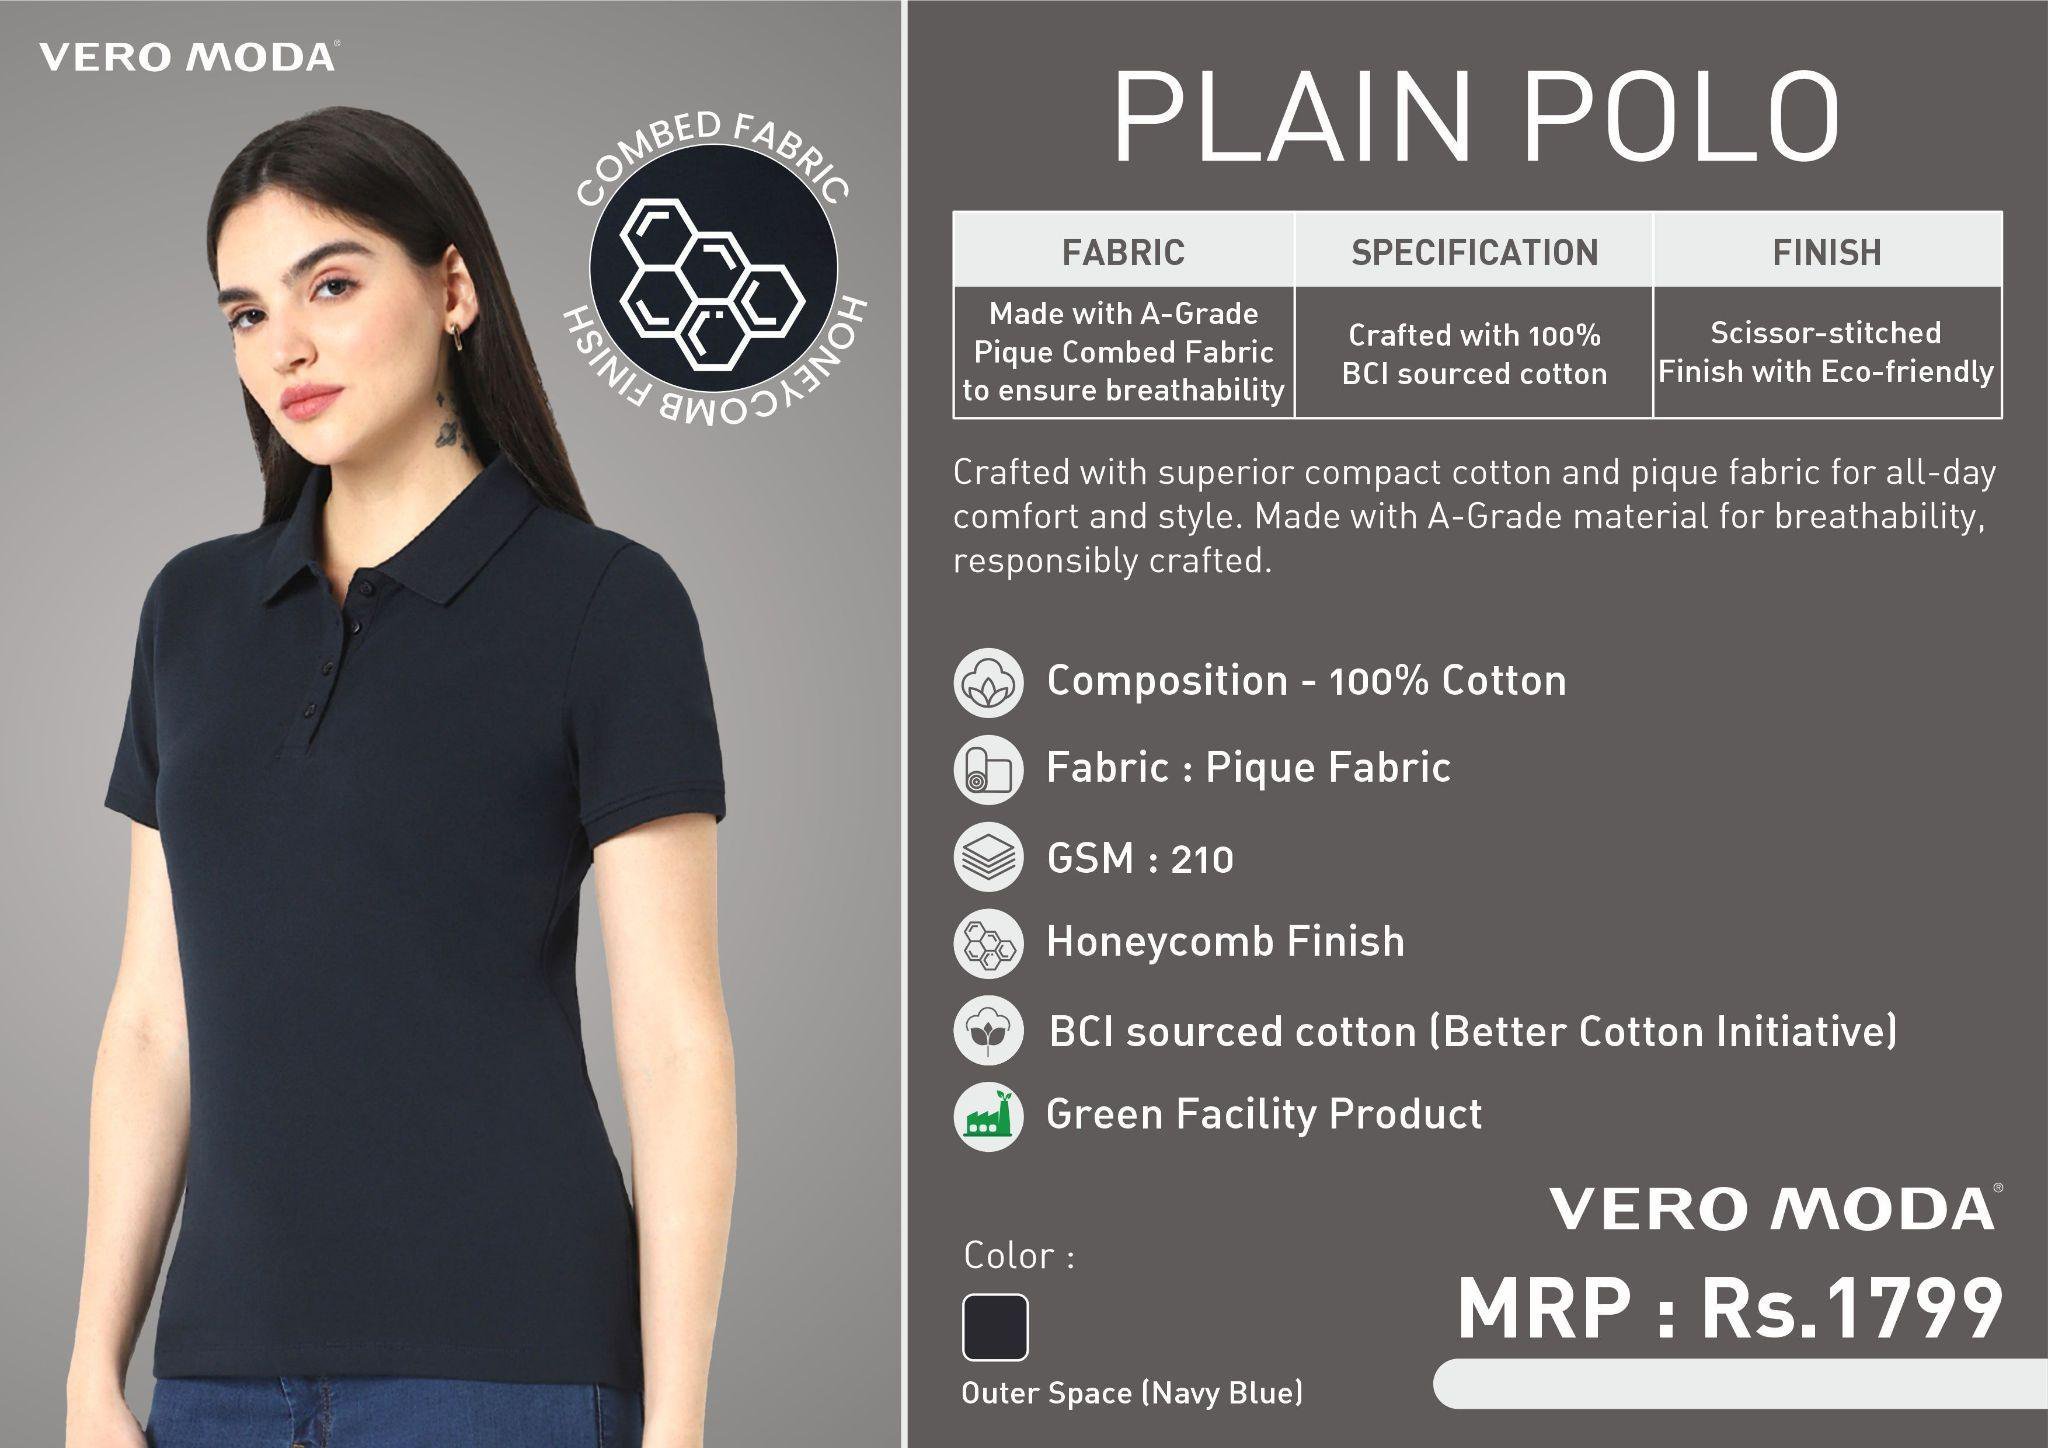 VERO MODA®
COMBED FABRIC
HONEYCOMB FINISH
PLAIN POLO
FABRIC
SPECIFICATION
FINISH
Made with A-Grade
Pique Combed Fabric
to ensure breathability
Crafted with 100%
BCI sourced cotton
Scissor-stitched
Finish with Eco-friendly
Crafted with superior compact cotton and pique fabric for all-day
comfort and style. Made with A-Grade material for breathability,
responsibly crafted.
Composition - 100% Cotton
Fabric : Pique Fabric
GSM : 210
Honeycomb Finish
BCI sourced cotton (Better Cotton Initiative)
Green Facility Product
VERO MODA®
Color :
MRP : Rs.1799
Outer Space (Navy Blue)